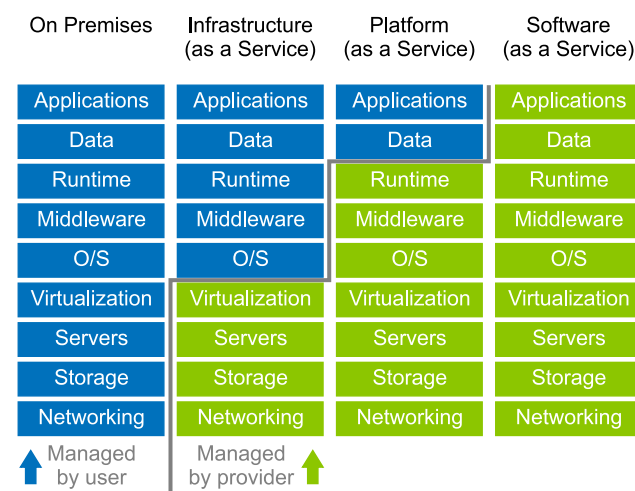 On Premises Infrastructure Platform Software
(as a Service) (as a Service) (as a Service)
Applications Applications Applications Applications
Data Data Data Data
Runtime Runtime Runtime Runtime
Middleware Middleware Middleware Middleware
O/S O/S O/S O/S
Virtualization Virtualization Virtualization Virtualization
Servers Servers Servers Servers
Storage Storage Storage Storage
Networking Networking Networking Networking
Managed Managed
by user by provider